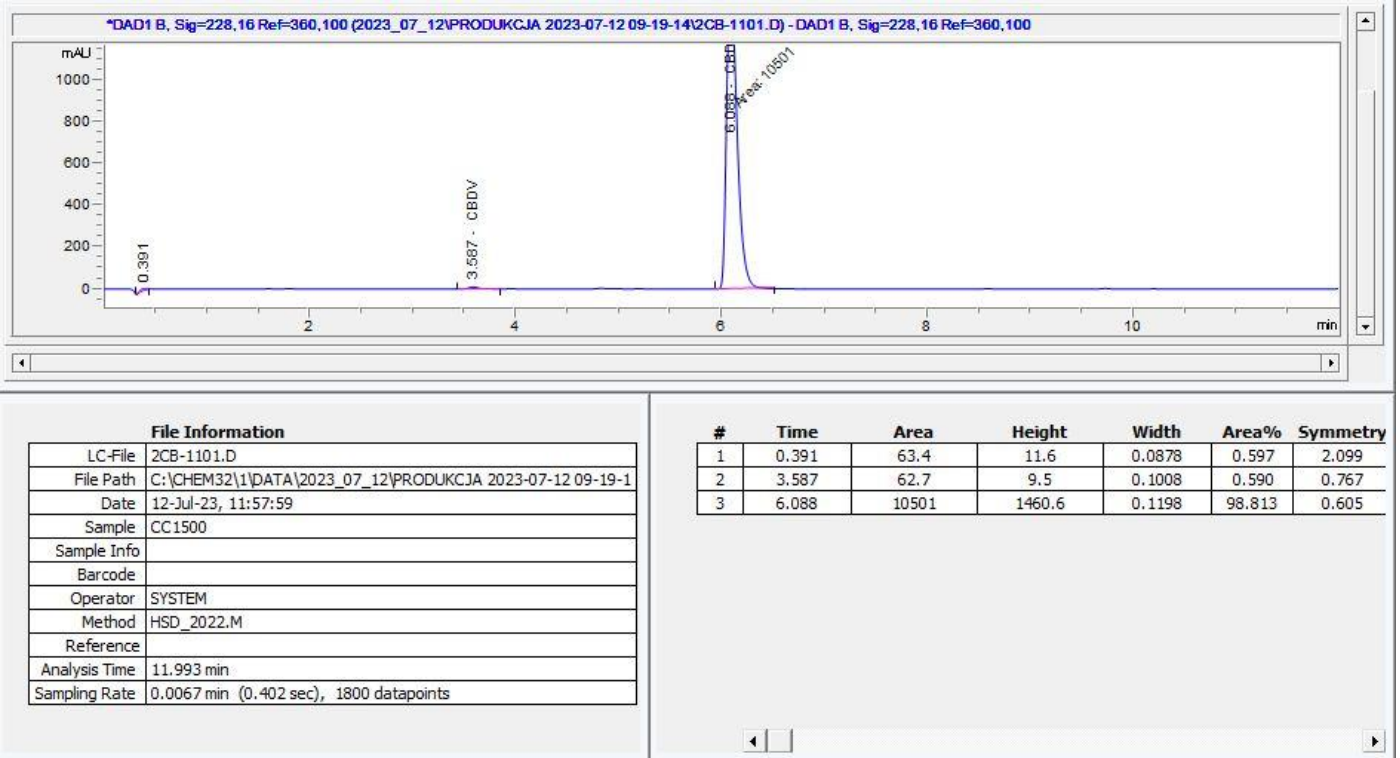 *DAD1 B, Sig=228,16 Ref=360,100 (2023_07_12\PRODUKCJA 2023-07-12 09-19-14\2CB-1101.D) - DAD1 B, Sig=228,16 Ref=360,100
mAU
1000
800
600
400
200
0
0.391
3.587 - CBDV
6.088 - CBD
Area: 10501
2 4 6 8 10 min
File Information
LC-File 2CB-1101.D
File Path C:\CHEM32\1\DATA\2023_07_12\PRODUKCJA 2023-07-12 09-19-1
Date 12-Jul-23, 11:57:59
Sample CC1500
Sample Info
Barcode
Operator SYSTEM
Method HSD_2022.M
Reference
Analysis Time 11.993 min
Sampling Rate 0.0067 min (0.402 sec), 1800 datapoints
# Time Area Height Width Area% Symmetry
1 0.391 63.4 11.6 0.0878 0.597 2.099
2 3.587 62.7 9.5 0.1008 0.590 0.767
3 6.088 10501 1460.6 0.1198 98.813 0.605